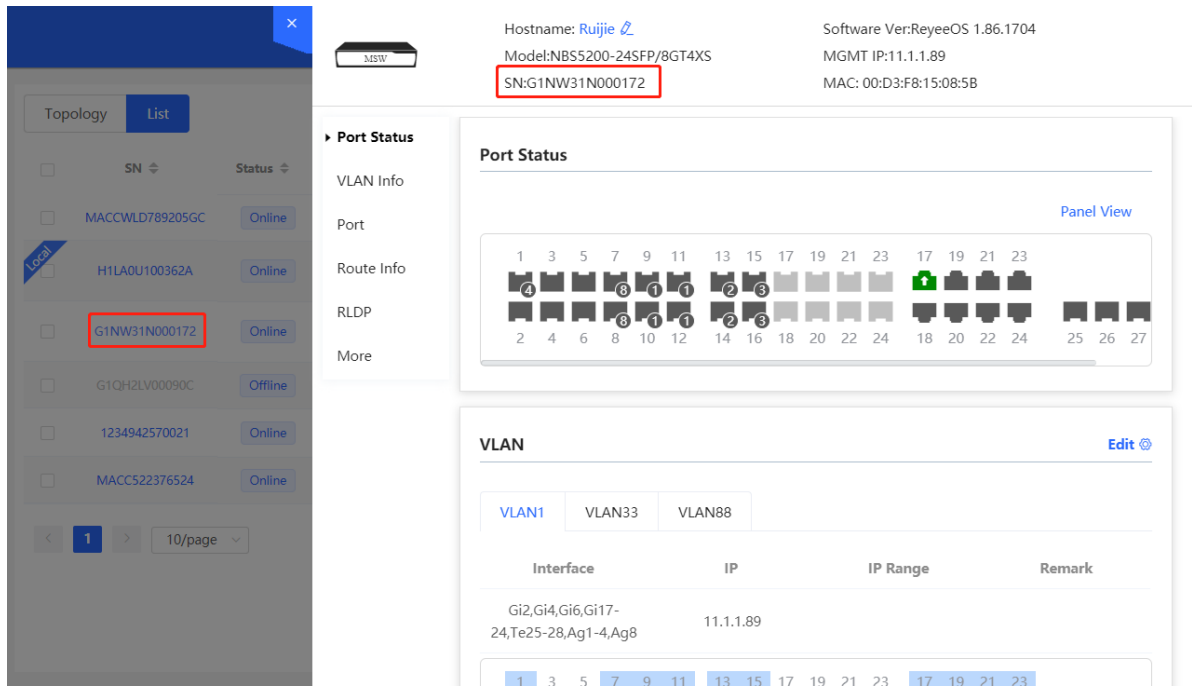 Hostname: Ruijie
Software Ver:ReyeeOS 1.86.1704
MSW
Model:NBS5200-24SFP/8GT4XS
MGMT IP:11.1.1.89
SN:G1NW31N000172
MAC: 00:D3:F8:15:08:5B
Topology
List
SN
Status
MACCWLD789205GC
Online
Local
H1LA0U100362A
Online
G1NW31N000172
Online
G1QH2LV00090C
Offline
1234942570021
Online
MACC522376524
Online
1
10/page
Port Status
VLAN Info
Port
Route Info
RLDP
More
Port Status
Panel View
1 3 5 7 9 11 13 15 17 19 21 23 17 19 21 23
4 8 1 1 2 3
8 1 1 2 3
2 4 6 8 10 12 14 16 18 20 22 24 18 20 22 24 25 26 27
VLAN
Edit
VLAN1 VLAN33 VLAN88
Interface IP IP Range Remark
Gi2,Gi4,Gi6,Gi17-
24,Te25-28,Ag1-4,Ag8
11.1.1.89
1 3 5 7 9 11 13 15 17 19 21 23 17 19 21 23